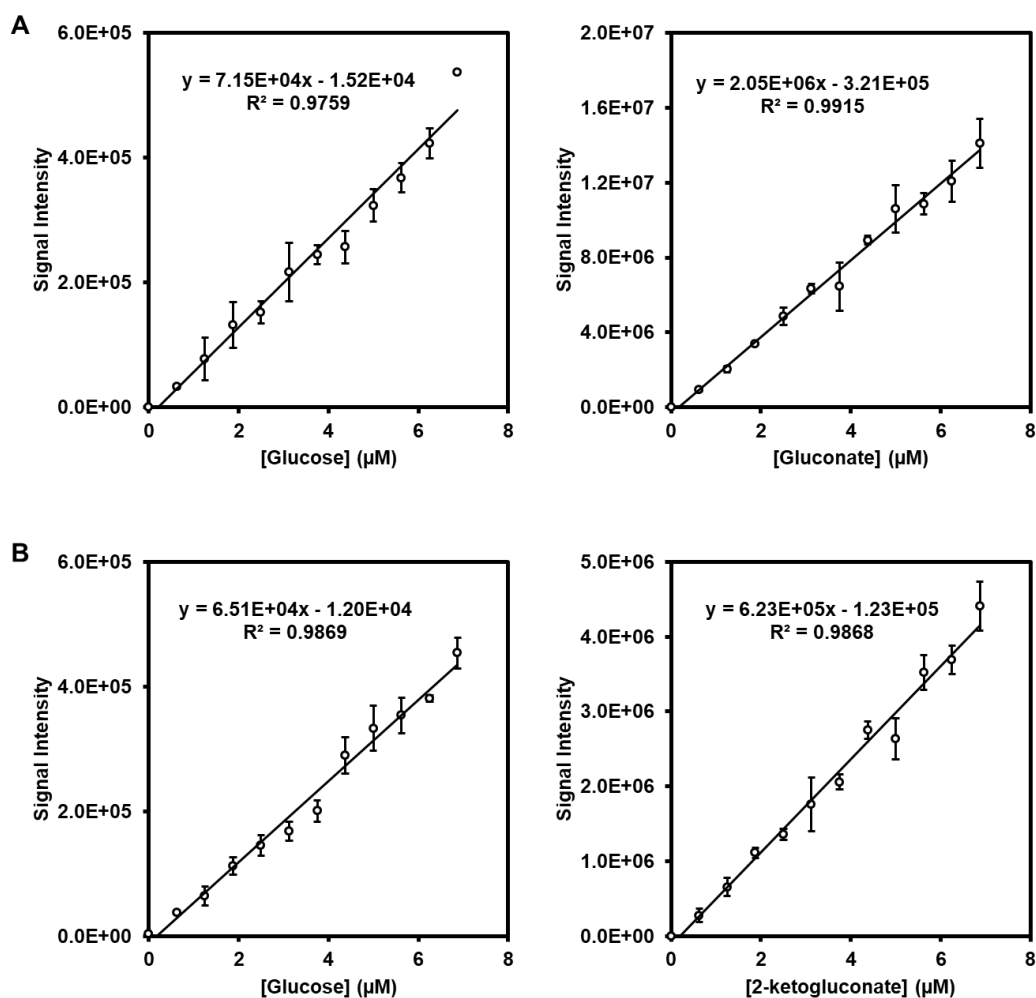 A
6.0E+05
4.0E+05
2.0E+05
0.0E+00
Signal Intensity
y = 7.15E+04x - 1.52E+04
R² = 0.9759
0 2 4 6 8
[Glucose] (µM)
2.0E+07
1.6E+07
1.2E+07
8.0E+06
4.0E+06
0.0E+00
Signal Intensity
y = 2.05E+06x - 3.21E+05
R² = 0.9915
0 2 4 6 8
[Gluconate] (µM)
B
6.0E+05
4.0E+05
2.0E+05
0.0E+00
Signal Intensity
y = 6.51E+04x - 1.20E+04
R² = 0.9869
0 2 4 6 8
[Glucose] (µM)
5.0E+06
4.0E+06
3.0E+06
2.0E+06
1.0E+06
0.0E+00
Signal Intensity
y = 6.23E+05x - 1.23E+05
R² = 0.9868
0 2 4 6 8
[2-ketogluconate] (µM)